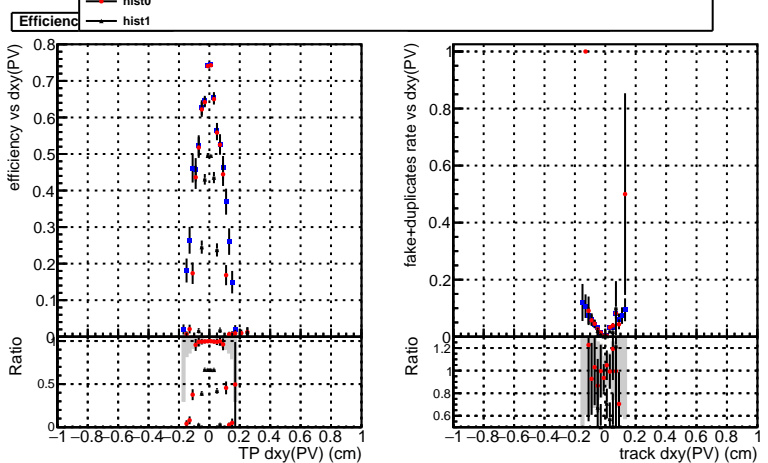 hist0
Efficienc
hist1
efficiency vs dxy(PV)
0.8
0.7
0.6
0.5
0.4
0.3
0.2
0.1
0
Ratio
1
0.5
0
−1 −0.8−0.6−0.4−0.2 0 0.2 0.4 0.6 0.8 1
TP dxy(PV) (cm)
fake+duplicates rate vs dxy(PV)
1
0.8
0.6
0.4
0.2
0
Ratio
1.2
1
0.8
0.6
−1 −0.8−0.6−0.4−0.2 0 0.2 0.4 0.6 0.8 1
track dxy(PV) (cm)